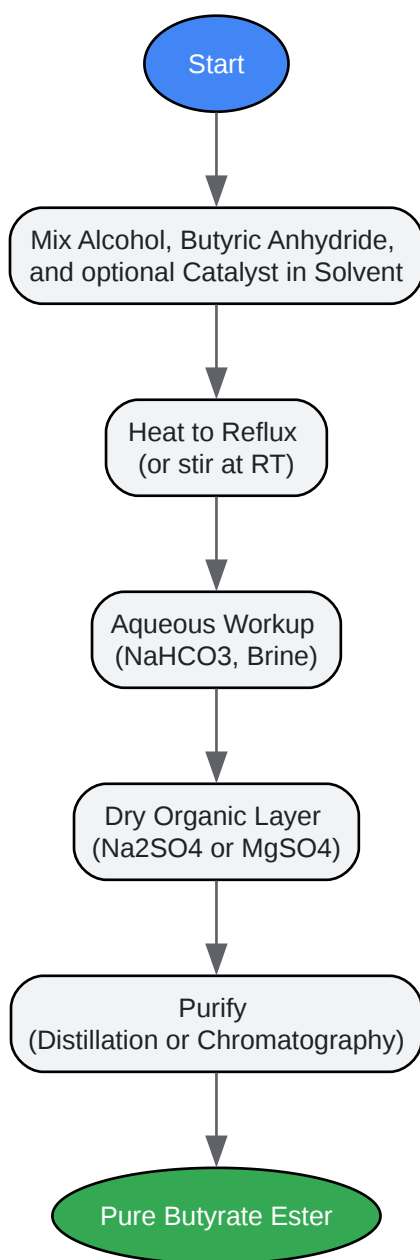 Start
Mix Alcohol, Butyric Anhydride,
and optional Catalyst in Solvent
Heat to Reflux
(or stir at RT)
Aqueous Workup
(NaHCO3, Brine)
Dry Organic Layer
(Na2SO4 or MgSO4)
Purify
(Distillation or Chromatography)
Pure Butyrate Ester